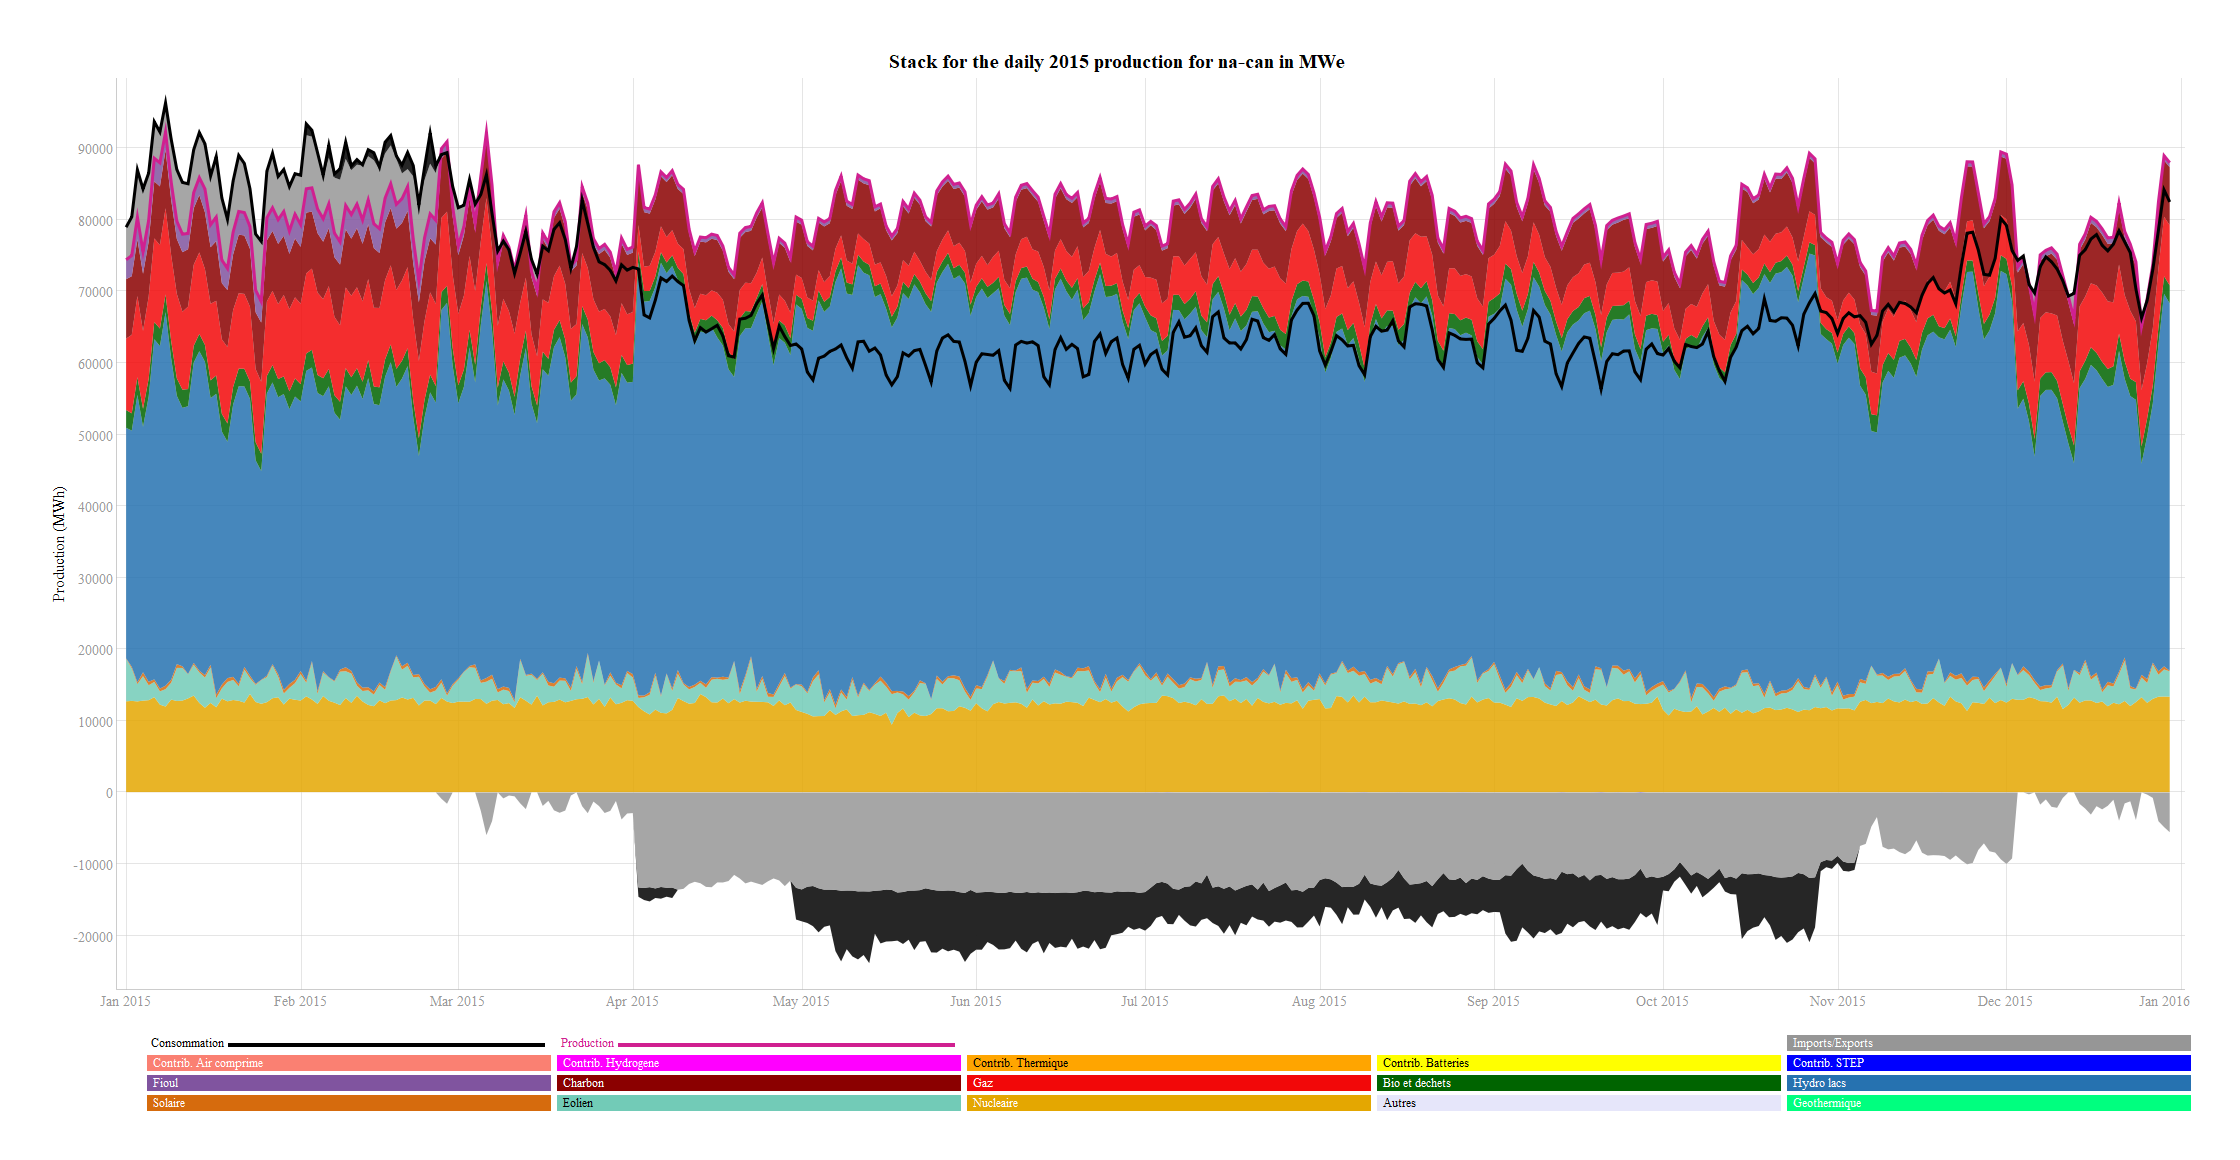 Stack for the daily 2015 production for na-can in MWe
Production (MWh)
90000
80000
70000
60000
50000
40000
30000
20000
10000
0
-10000
-20000
Jan 2015 Feb 2015 Mar 2015 Apr 2015 May 2015 Jun 2015 Jul 2015 Aug 2015 Sep 2015 Oct 2015 Nov 2015 Dec 2015 Jan 2016
Consommation Production Imports/Exports
Contrib. Air comprime Contrib. Hydrogene Contrib. Thermique Contrib. Batteries Contrib. STEP
Fioul Charbon Gaz Bio et dechets Hydro lacs
Solaire Eolien Nucleaire Autres Geothermique